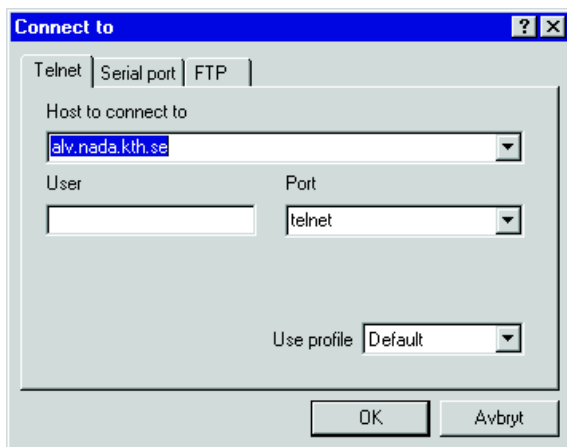 Connect to
Telnet Serial port FTP
Host to connect to
alv.nada.kth.se
User Port
telnet
Use profile Default
OK Avbryt